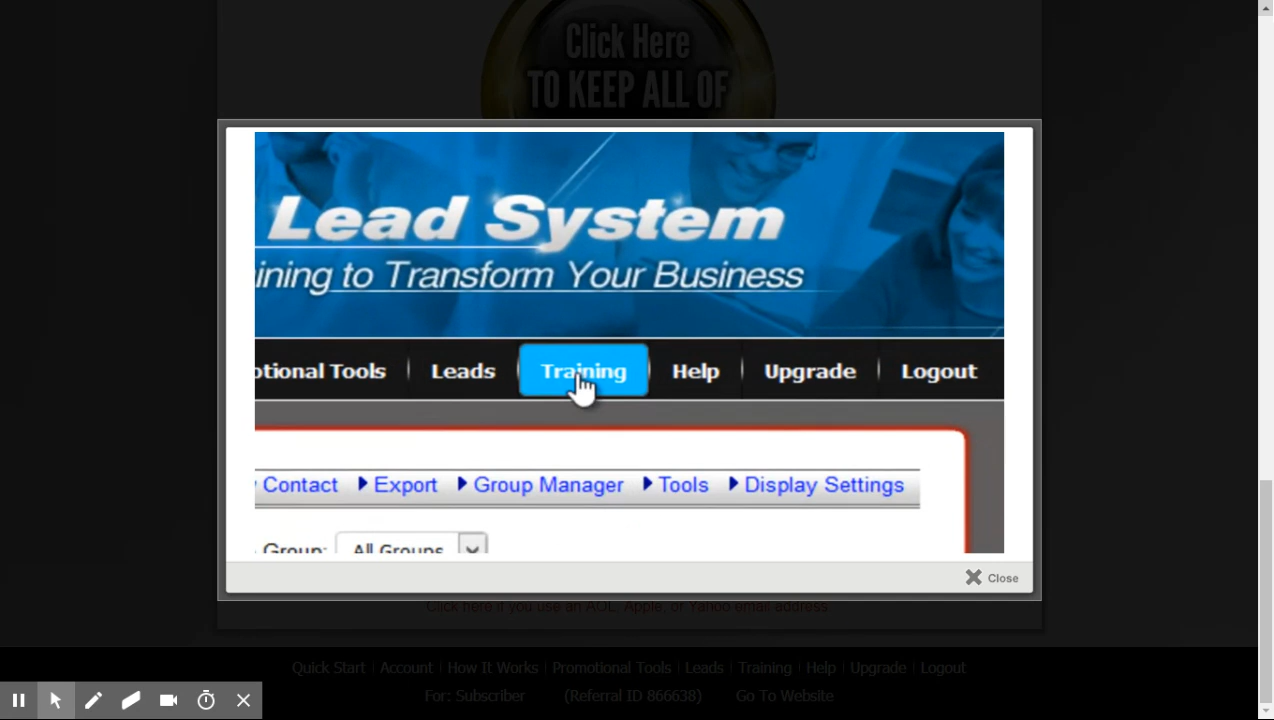 Click Here
TO KEEP ALL OF
Lead System
ining to Transform Your Business
otional Tools Leads Training Help Upgrade Logout
Contact Export Group Manager Tools Display Settings
Group: All Groups
Close
Click here if you use an AOL, Apple, or Yahoo email address
Quick Start Account How It Works Promotional Tools Leads Training Help Upgrade Logout
For: Subscriber (Referral ID 866638) Go To Website